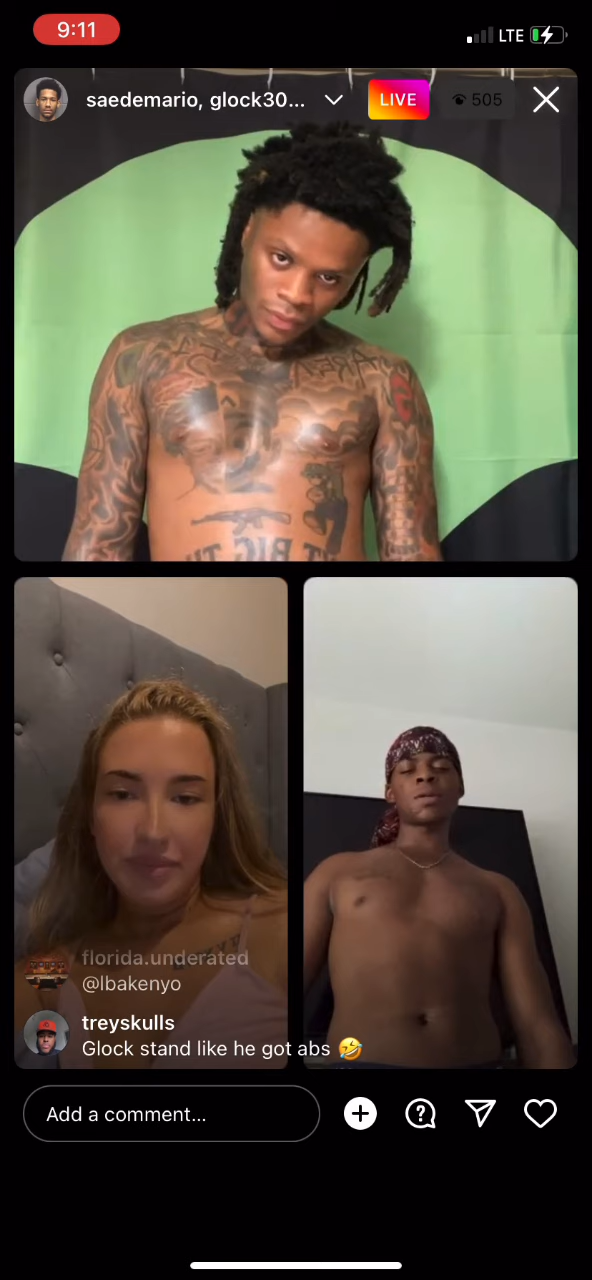 9:11
LTE
saedemario, glock30...
LIVE
505
florida.underated
@lbakenyo
treyskulls
Glock stand like he got abs 🤣
Add a comment...